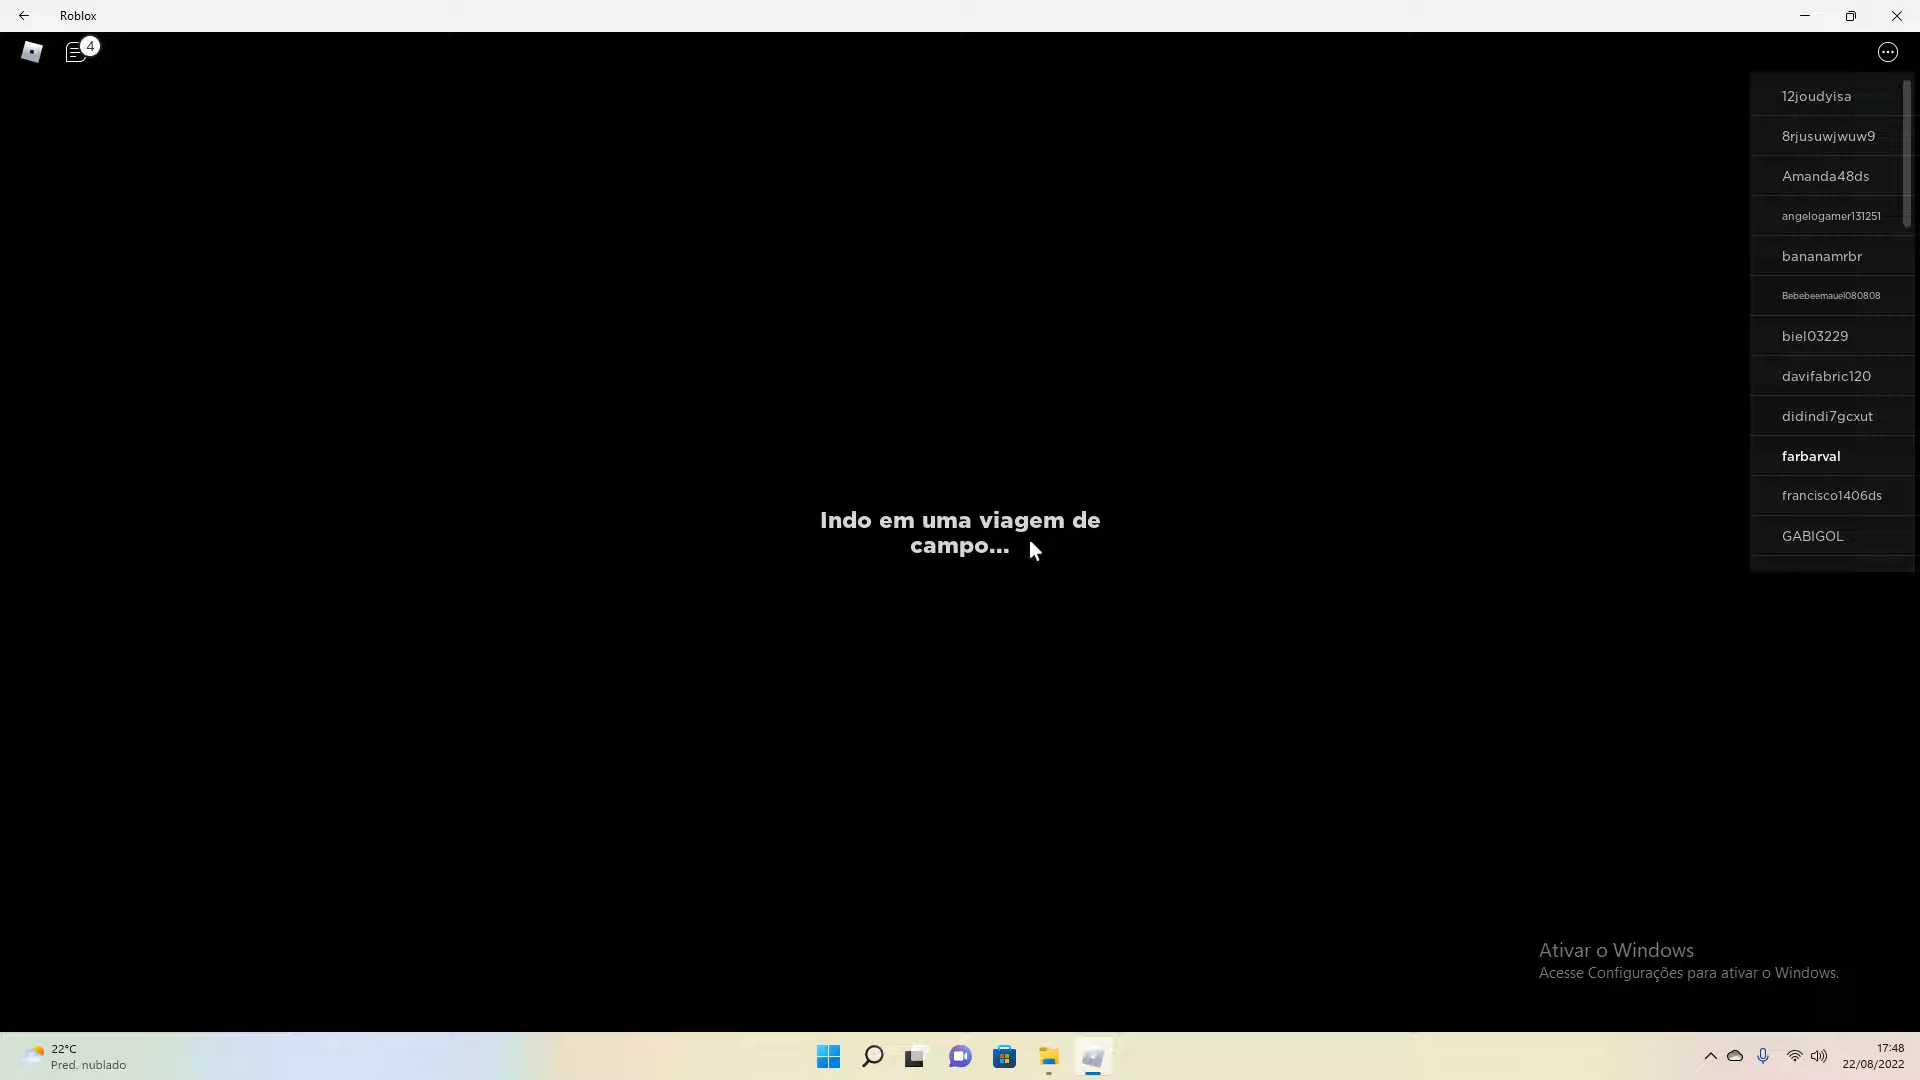 Roblox
4
12joudyisa
8rjusuwjwuw9
Amanda48ds
angelogamer131251
bananamrbr
Bebebeemauel080808
biel03229
davifabric120
didindi7gcxut
farbarval
francisco1406ds
GABIGOL
Indo em uma viagem de
campo...
Ativar o Windows
Acesse Configurações para ativar o Windows.
22°C
Pred. nublado
17:48
22/08/2022